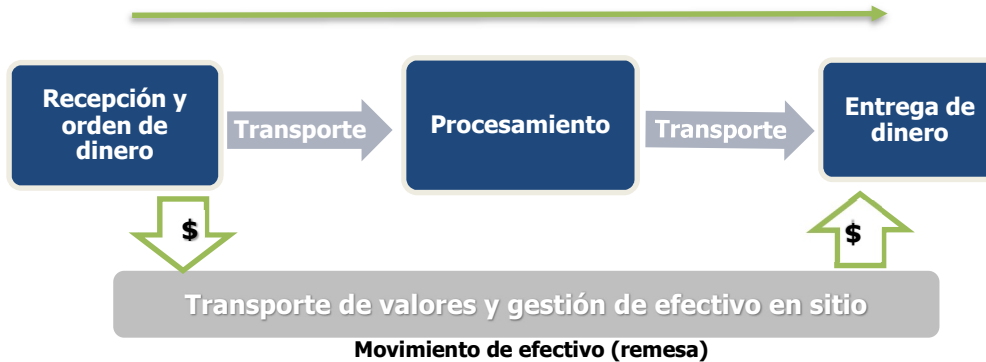 Recepción y
orden de
dinero
Transporte
Procesamiento
Transporte
Entrega de
dinero
$
$
Transporte de valores y gestión de efectivo en sitio
Movimiento de efectivo (remesa)